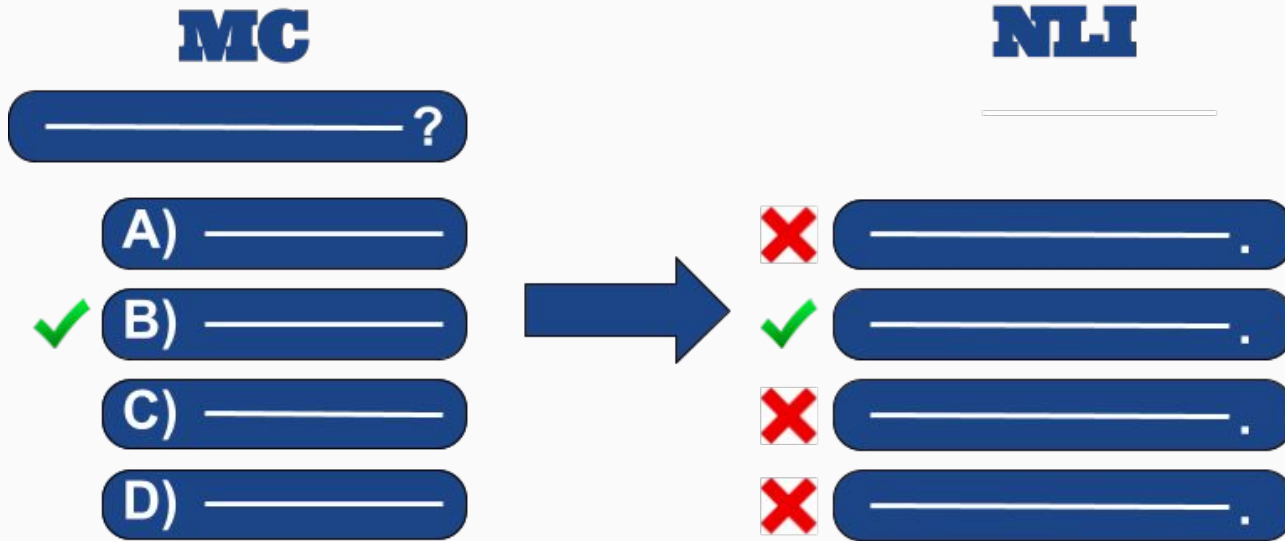 MC
?
A)
B)
C)
D)
NLI
.
.
.
.